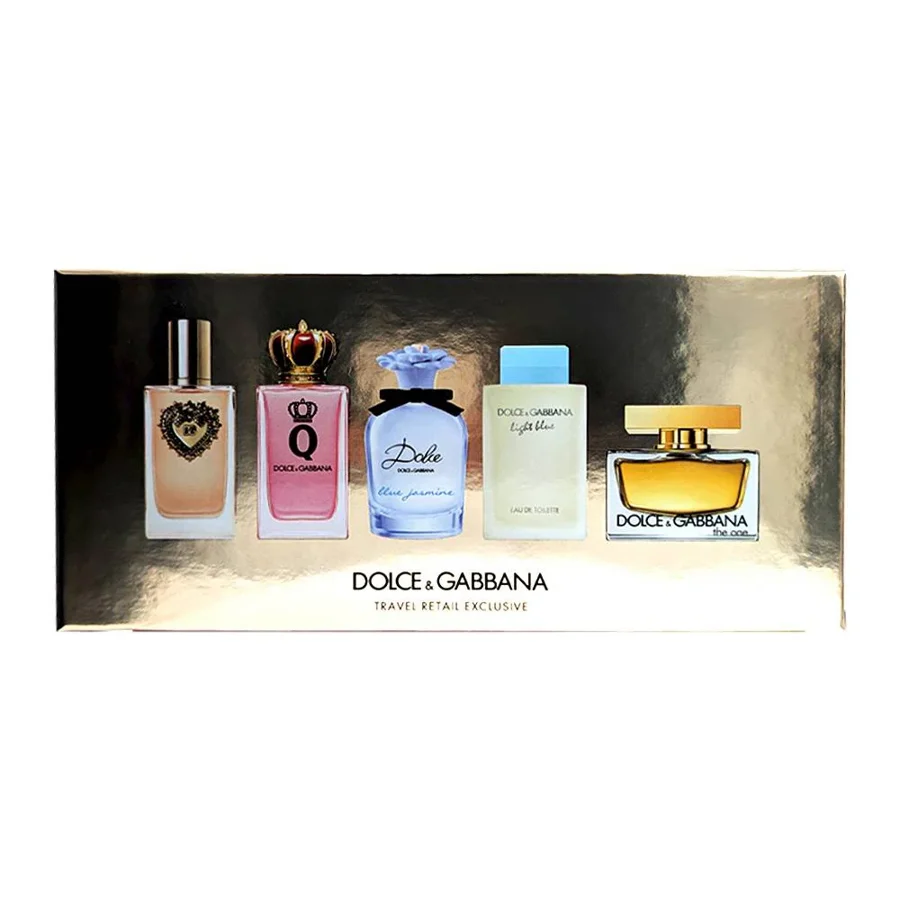 Q
DOLCE & GABBANA
Dolce
DOLCE & GABBANA
blue jasmine
DOLCE & GABBANA
light blue
EAU DE TOILETTE
DOLCE & GABBANA
the one
DOLCE & GABBANA
TRAVEL RETAIL EXCLUSIVE